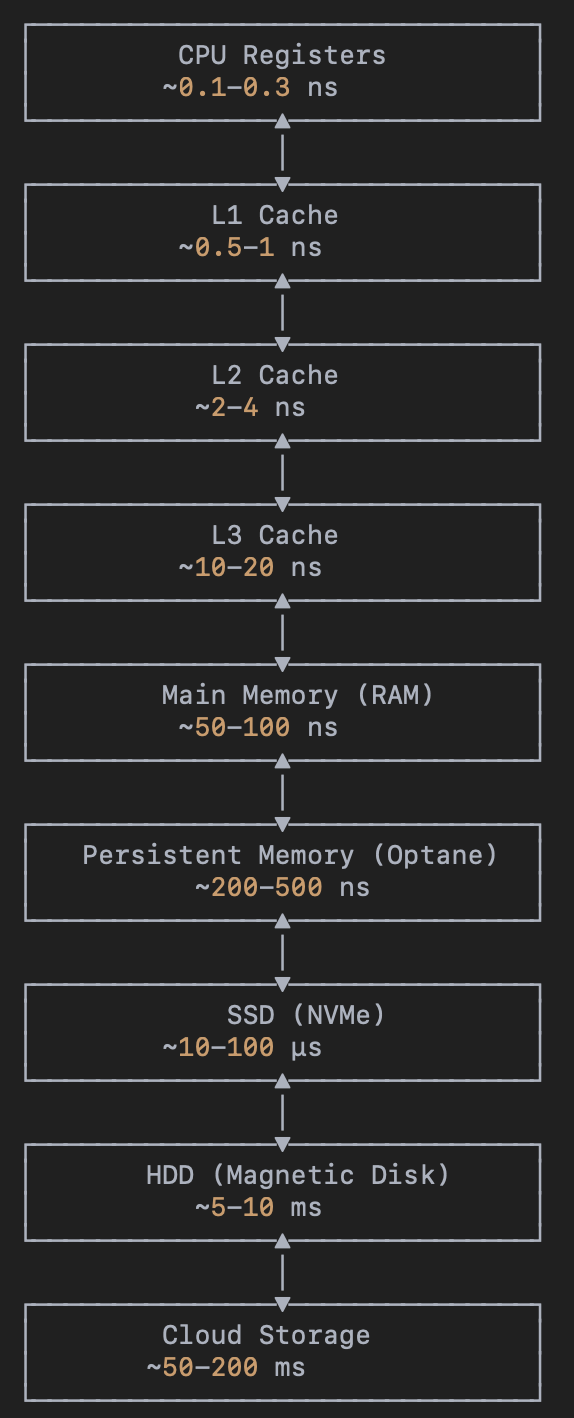 CPU Registers
~0.1–0.3 ns
L1 Cache
~0.5–1 ns
L2 Cache
~2–4 ns
L3 Cache
~10–20 ns
Main Memory (RAM)
~50–100 ns
Persistent Memory (Optane)
~200–500 ns
SSD (NVMe)
~10–100 µs
HDD (Magnetic Disk)
~5–10 ms
Cloud Storage
~50–200 ms